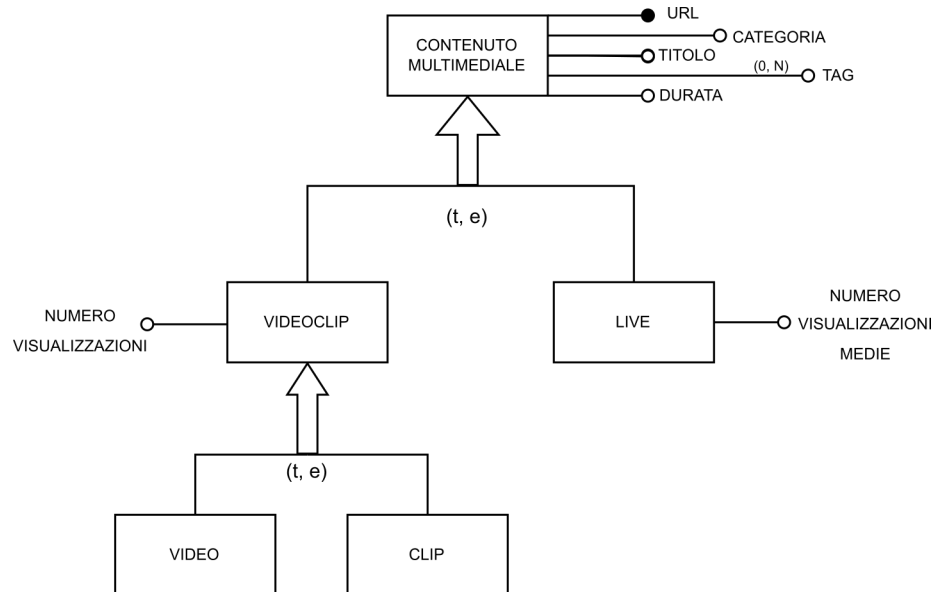 URL
CONTENUTO
MULTIMEDIALE
CATEGORIA
TITOLO
(0, N)
TAG
DURATA
(t, e)
NUMERO
VISUALIZZAZIONI
VIDEOCLIP
LIVE
NUMERO
VISUALIZZAZIONI
MEDIE
(t, e)
VIDEO
CLIP